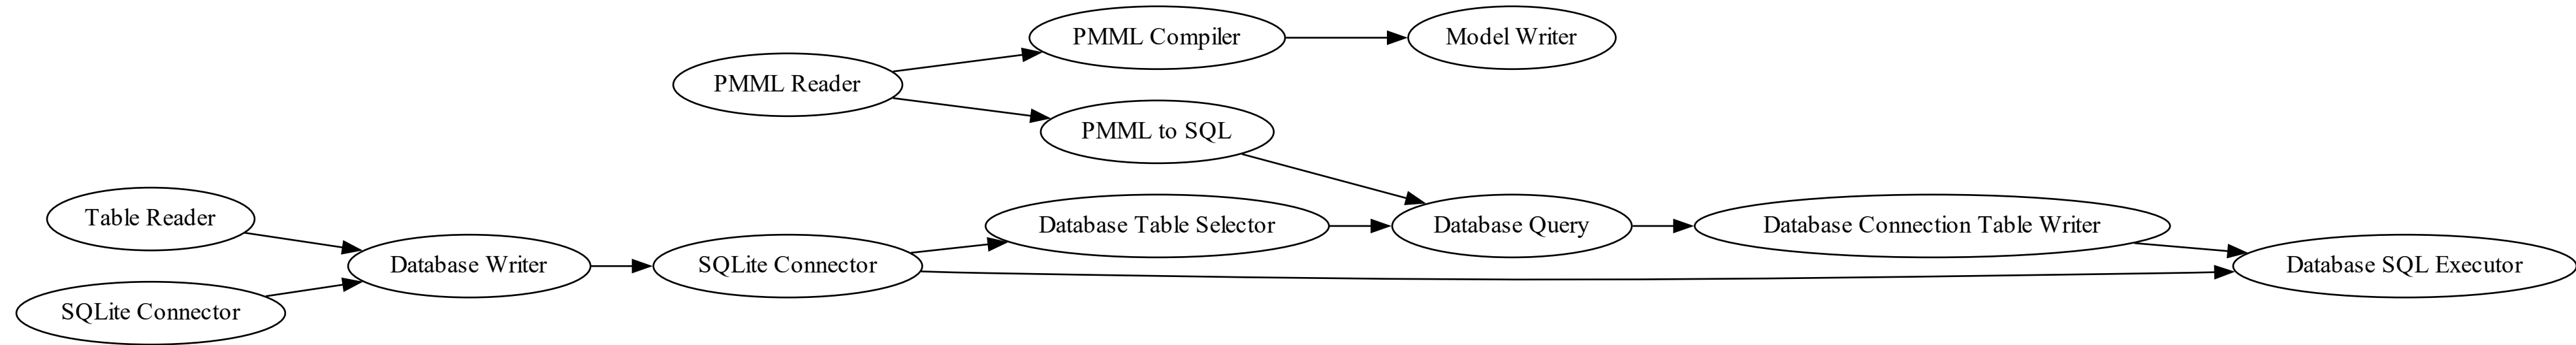 PMML Compiler
Model Writer
PMML Reader
PMML to SQL
Table Reader
Database Table Selector
Database Query
Database Connection Table Writer
Database Writer
SQLite Connector
Database SQL Executor
SQLite Connector